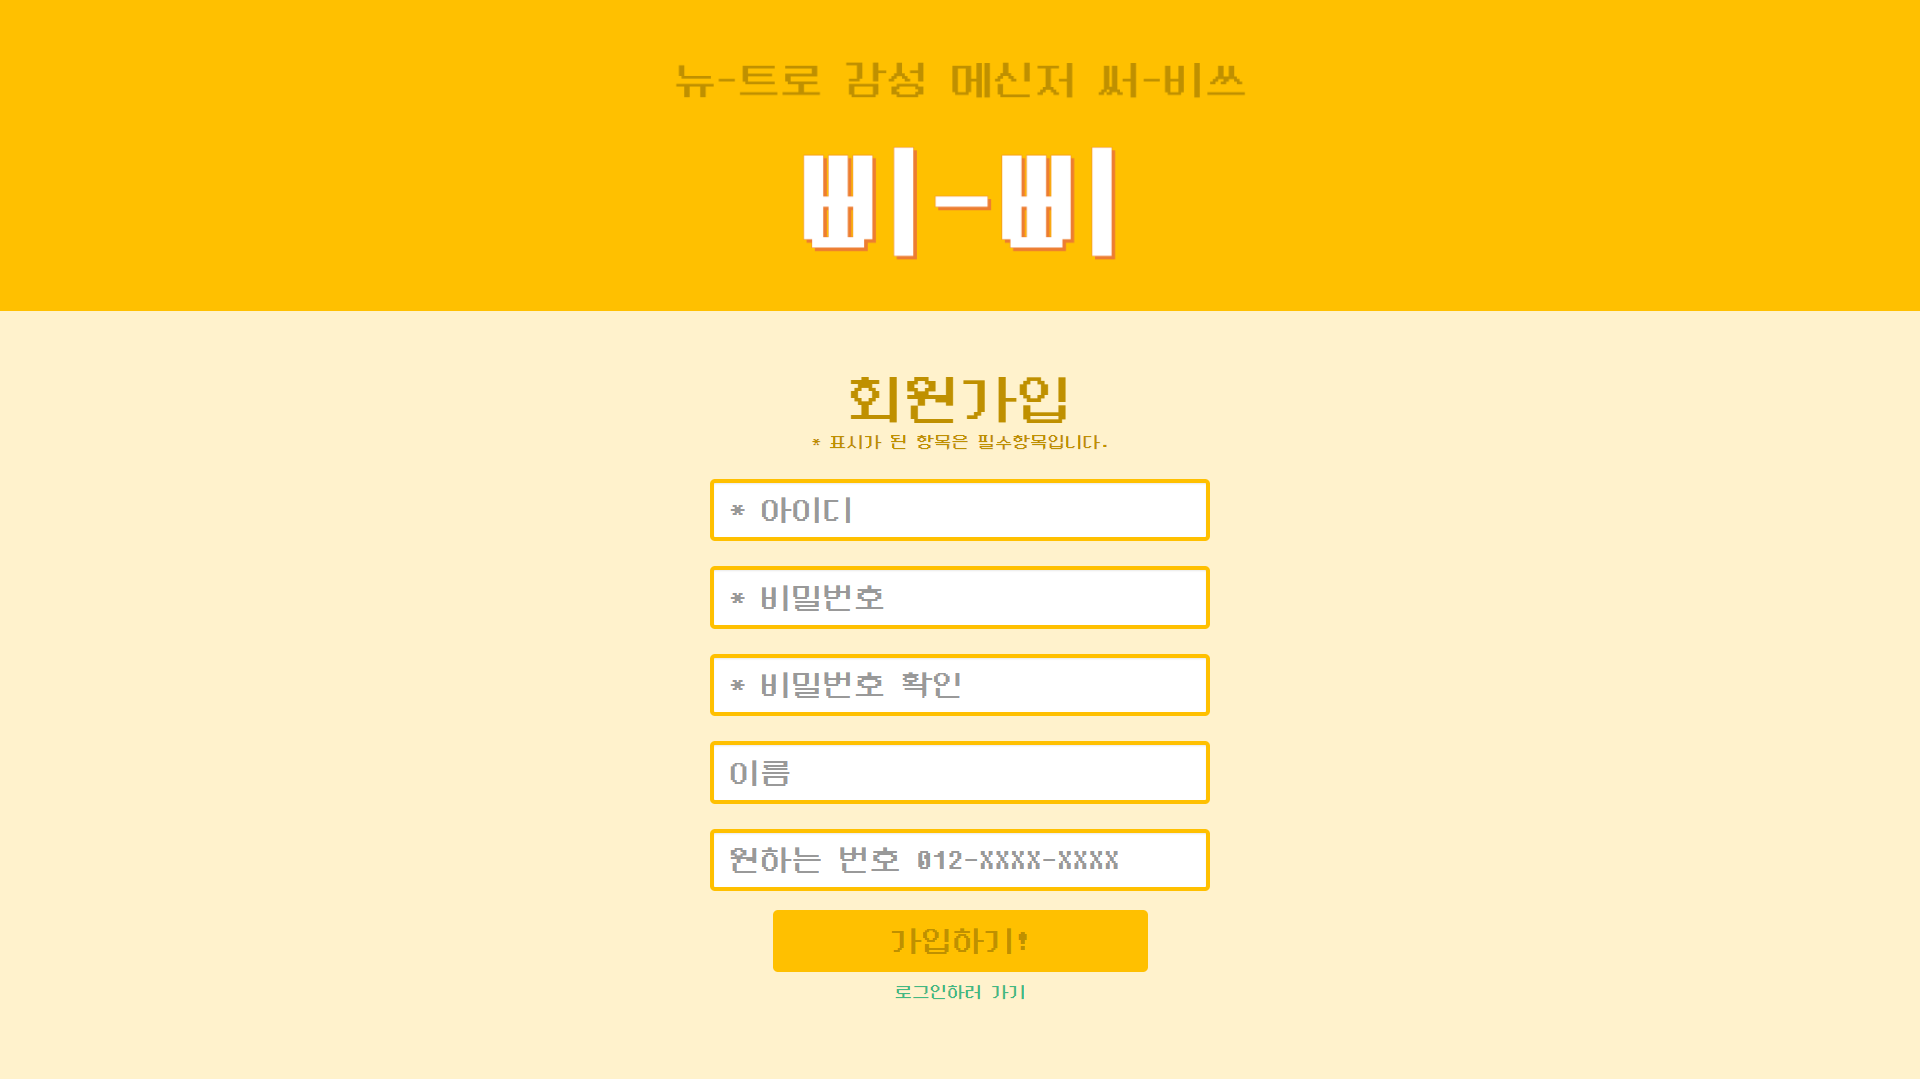 뉴-트로 감성 메신저 써-비쓰
삐-삐
회원가입
* 표시가 된 항목은 필수항목입니다.
* 아이디
* 비밀번호
* 비밀번호 확인
이름
원하는 번호 012-XXXX-XXXX
가입하기!
로그인하러 가기